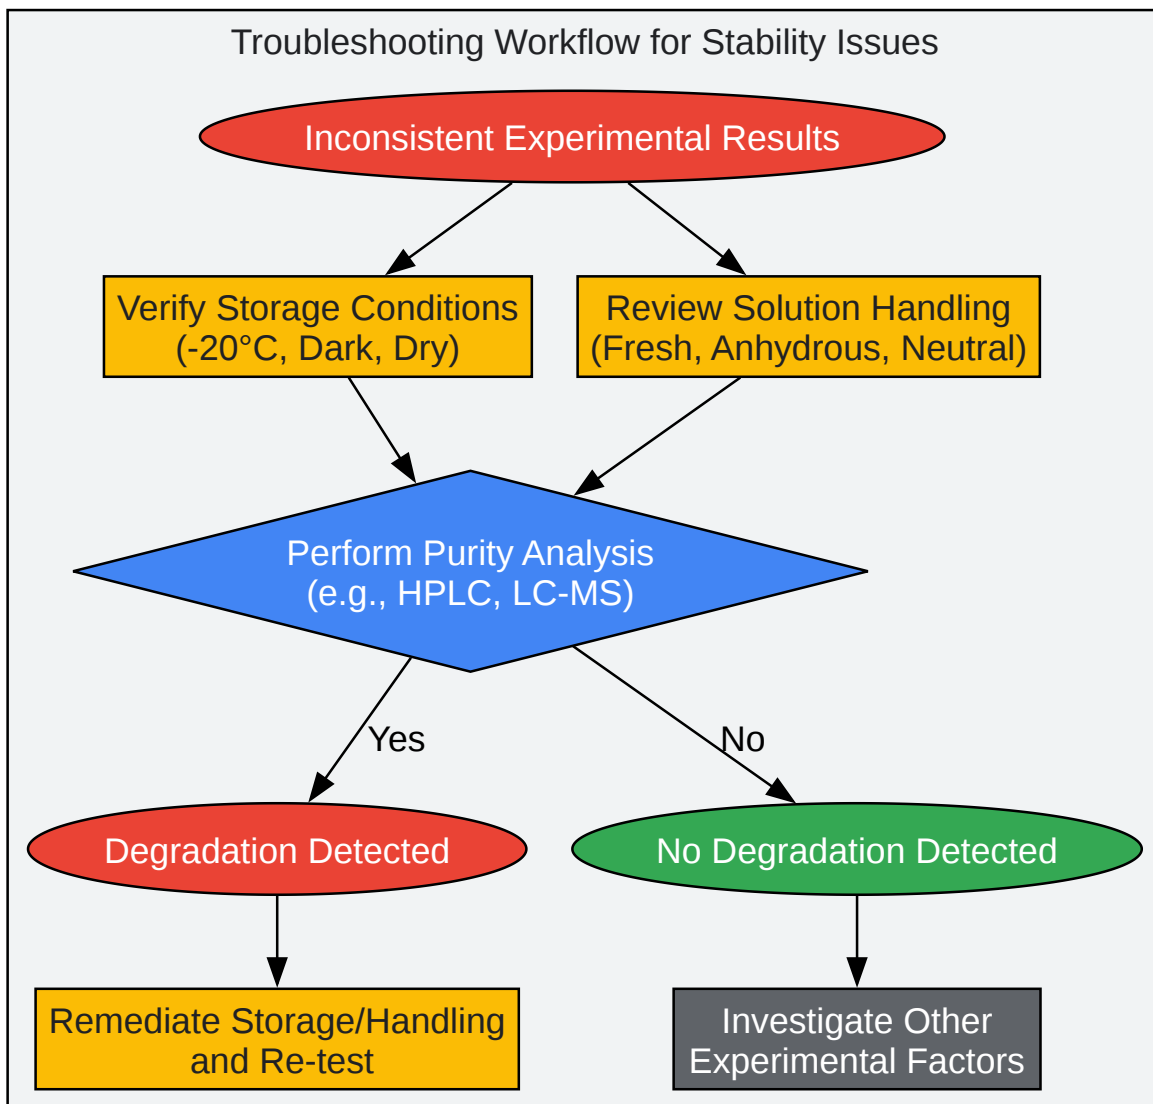 Troubleshooting Workflow for Stability Issues
Inconsistent Experimental Results
Verify Storage Conditions
(-20°C, Dark, Dry)
Review Solution Handling
(Fresh, Anhydrous, Neutral)
Perform Purity Analysis
(e.g., HPLC, LC-MS)
Yes
No
Degradation Detected
No Degradation Detected
Remediate Storage/Handling
and Re-test
Investigate Other
Experimental Factors